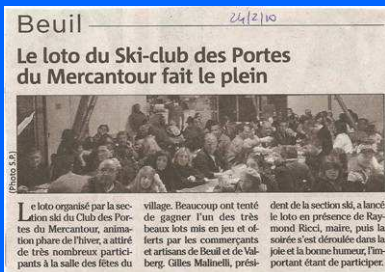 Beuil
24/2/10
Le loto du Ski-club des Portes
du Mercantour fait le plein
(Photo S.P.)
Le loto organisé par la sec-
tion ski du Club des Por-
tes du Mercantour, anima-
tion phare de l'hiver, a attiré
de très nombreux partici-
pants à la salle des fêtes du
village. Beaucoup ont tenté
de gagner l'un des très
beaux lots mis en jeu et of-
ferts par les commerçants
et artisans de Beuil et de Val-
berg. Gilles Malinelli, prési-
dent de la section ski, a lancé
le loto en présence de Ray-
mond Ricci, maire, puis la
soirée s'est déroulée dans la
joie et la bonne humeur, l'im-
portant étant de participer.